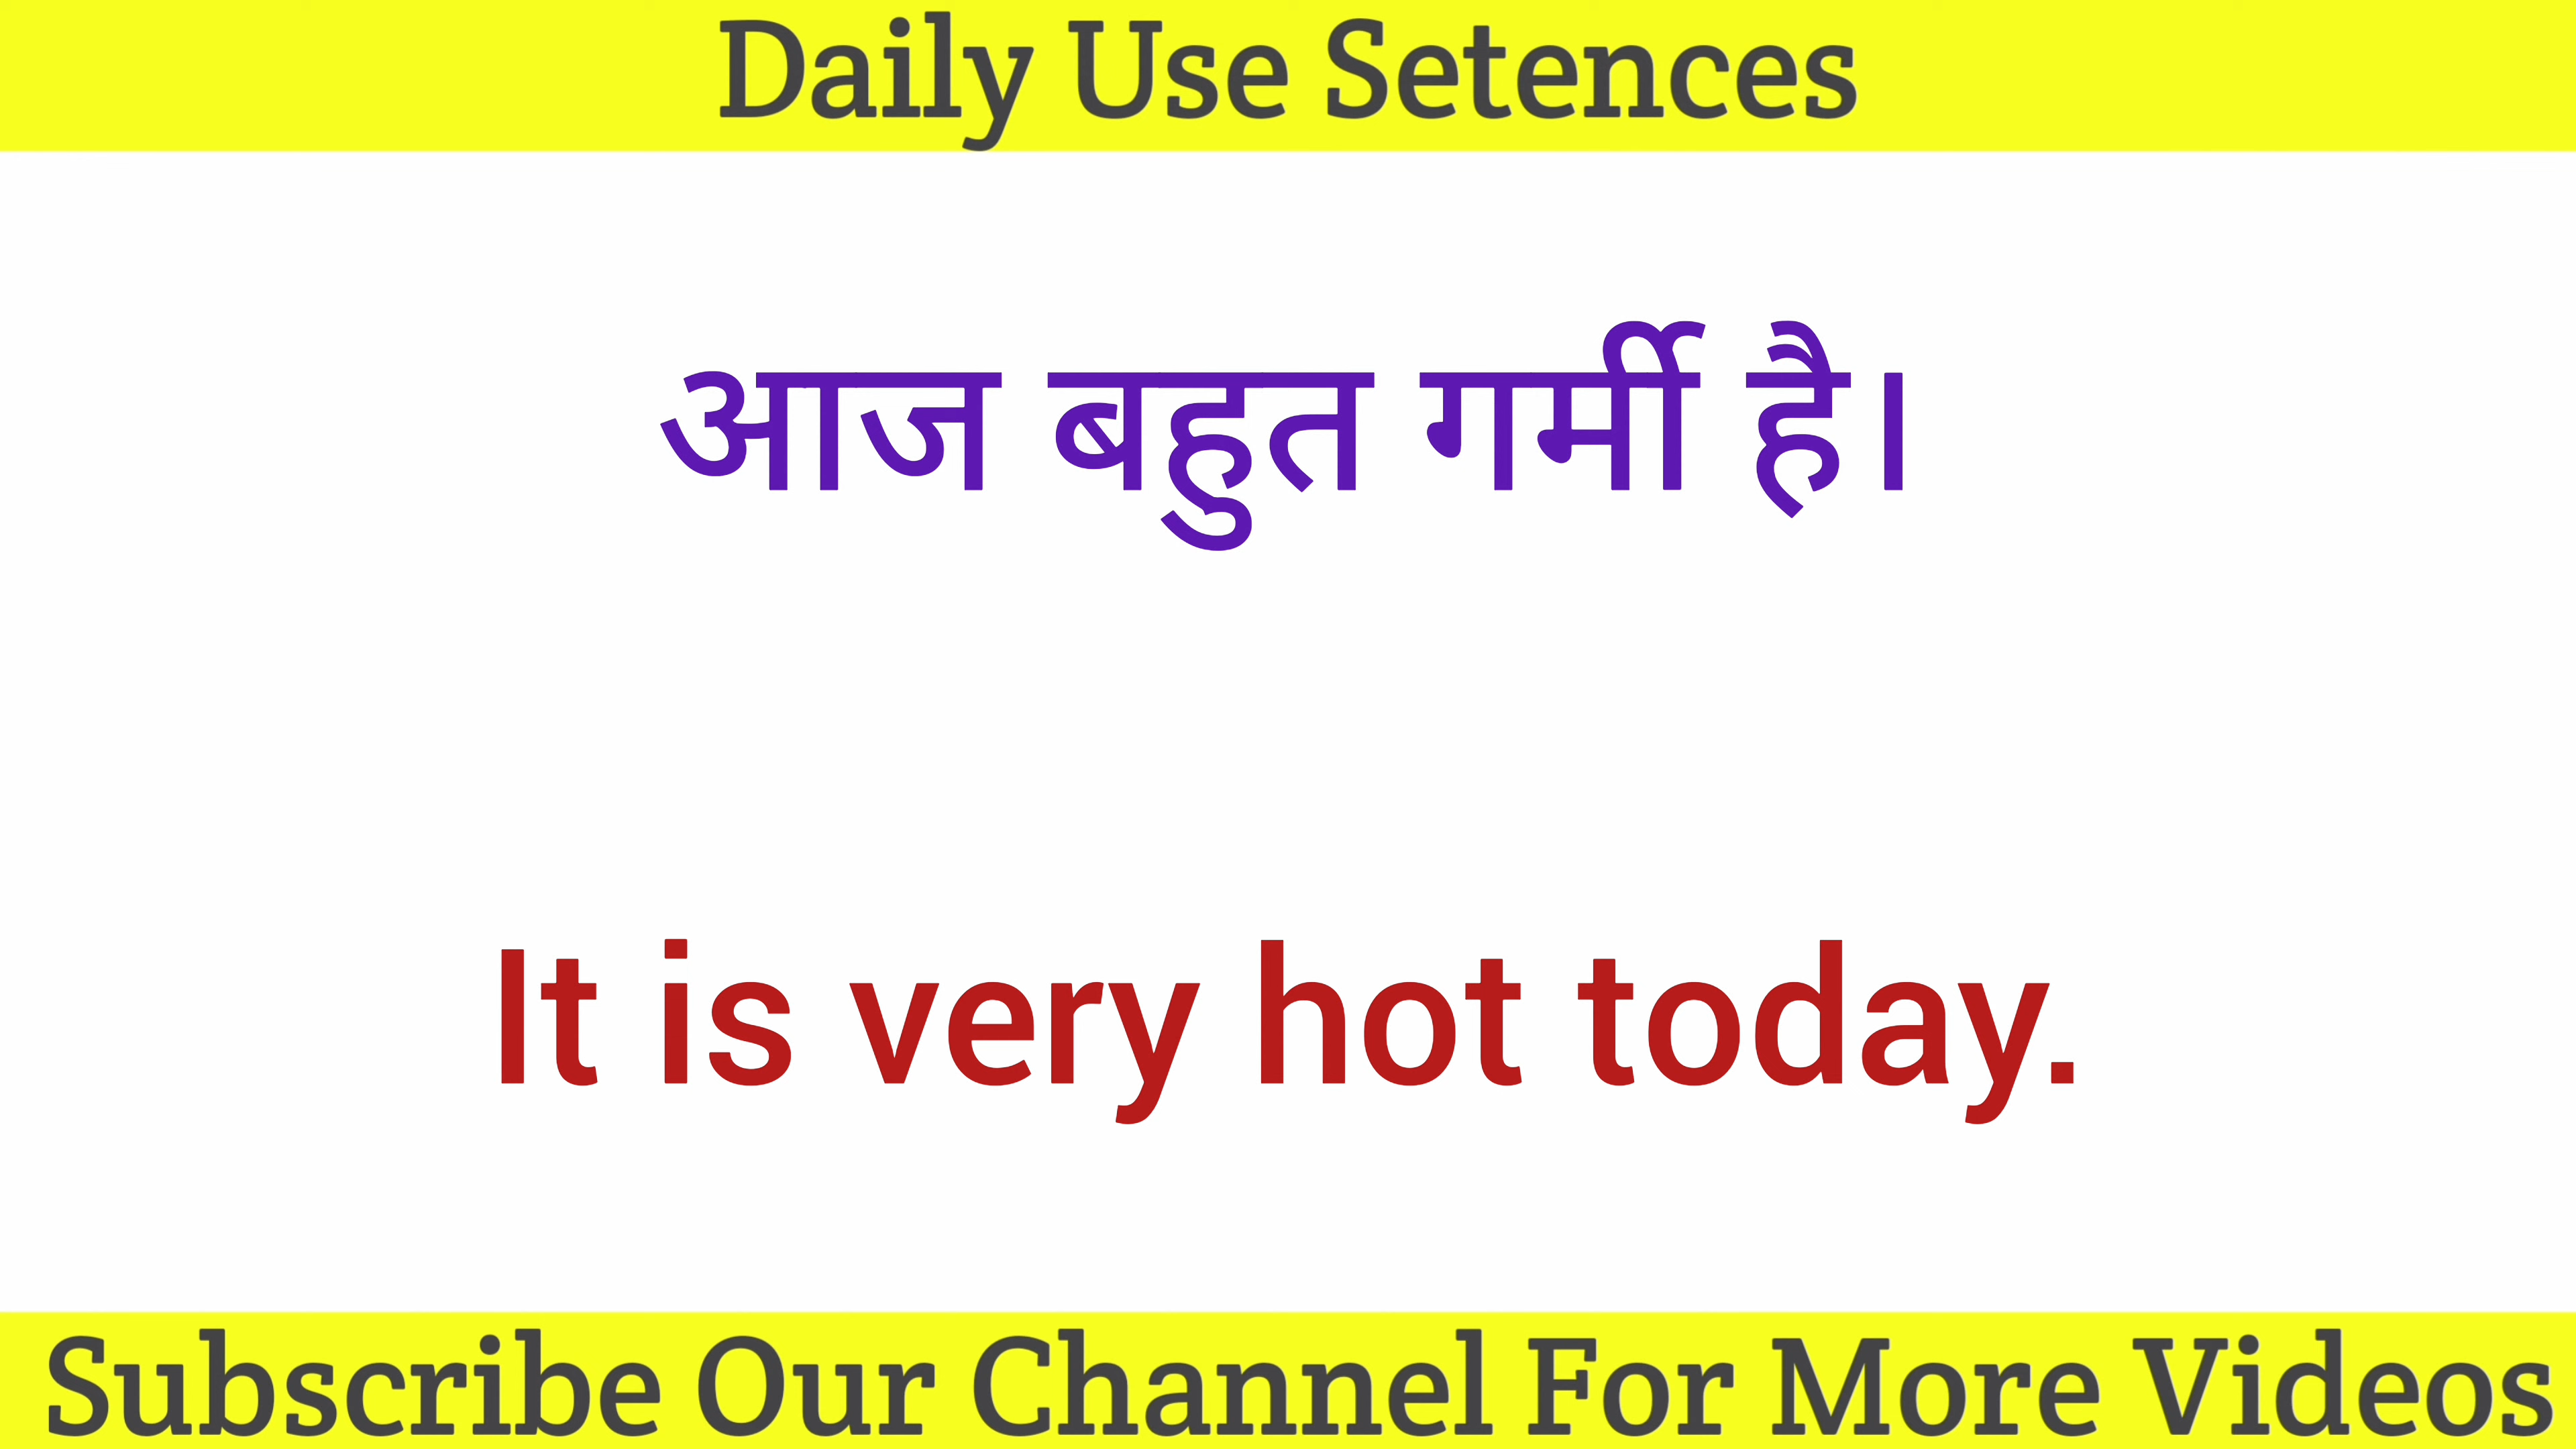 Daily Use Setences
आज बहुत गर्मी है।
It is very hot today.
Subscribe Our Channel For More Videos